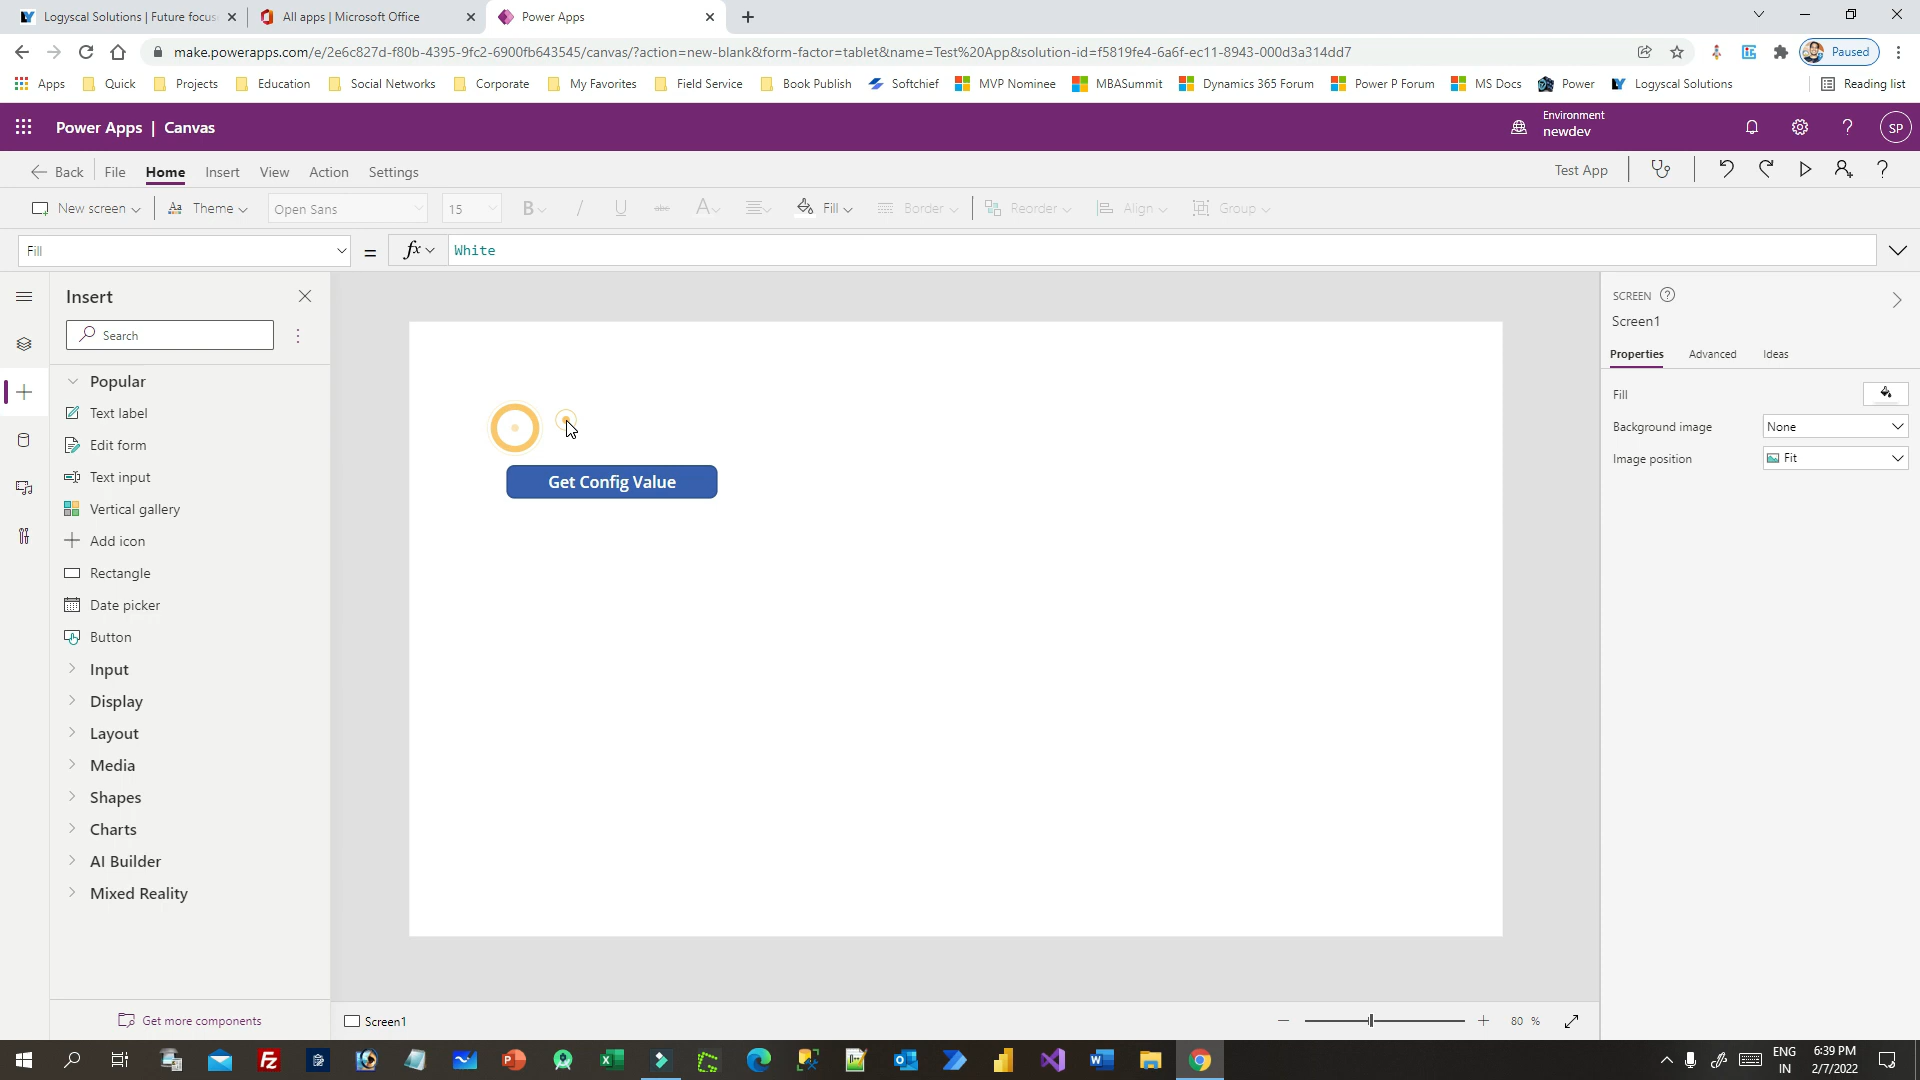 Logyscal Solutions | Future focus
All apps | Microsoft Office
Power Apps
make.powerapps.com/e/2e6c827d-f80b-4395-9fc2-6900fb643545/canvas/?action=new-blank&form-factor=tablet&name=Test%20App&solution-id=f5819fe4-6a6f-ec11-8943-000d3a314dd7
Paused
Apps Quick Projects Education Social Networks Corporate My Favorites Field Service Book Publish Softchief MVP Nominee MBASummit Dynamics 365 Forum Power P Forum MS Docs Power Logyscal Solutions Reading list
Power Apps | Canvas
Environment
newdev
SP
Back File Home Insert View Action Settings
Test App
New screen Theme Open Sans 15 B / U abc A Fill Border Reorder Align Group
Fill = fx White
Insert
Search
Popular
Text label
Edit form
Text input
Vertical gallery
Add icon
Rectangle
Date picker
Button
Input
Display
Layout
Media
Shapes
Charts
AI Builder
Mixed Reality
Get more components
Get Config Value
Screen1
80 %
SCREEN
Screen1
Properties Advanced Ideas
Fill
Background image None
Image position Fit
ENG
IN
6:39 PM
2/7/2022